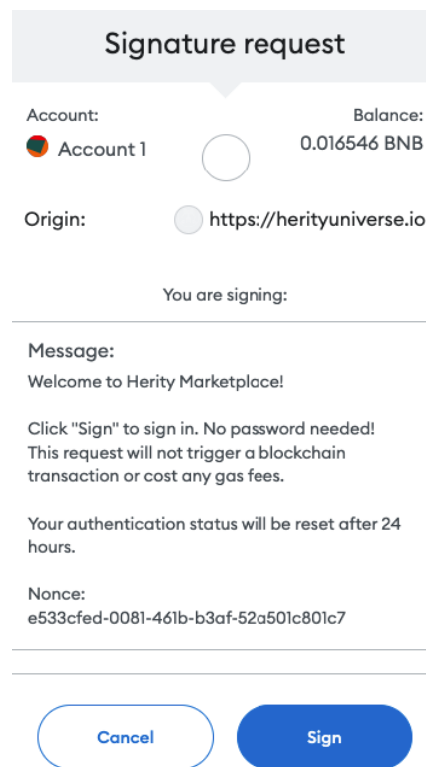 Signature request
Account:
Balance:
Account 1
0.016546 BNB
Origin:
https://herityuniverse.io
You are signing:
Message:
Welcome to Herity Marketplace!
Click "Sign" to sign in. No password needed!
This request will not trigger a blockchain
transaction or cost any gas fees.
Your authentication status will be reset after 24
hours.
Nonce:
e533cfed-0081-461b-b3af-52a501c801c7
Cancel
Sign